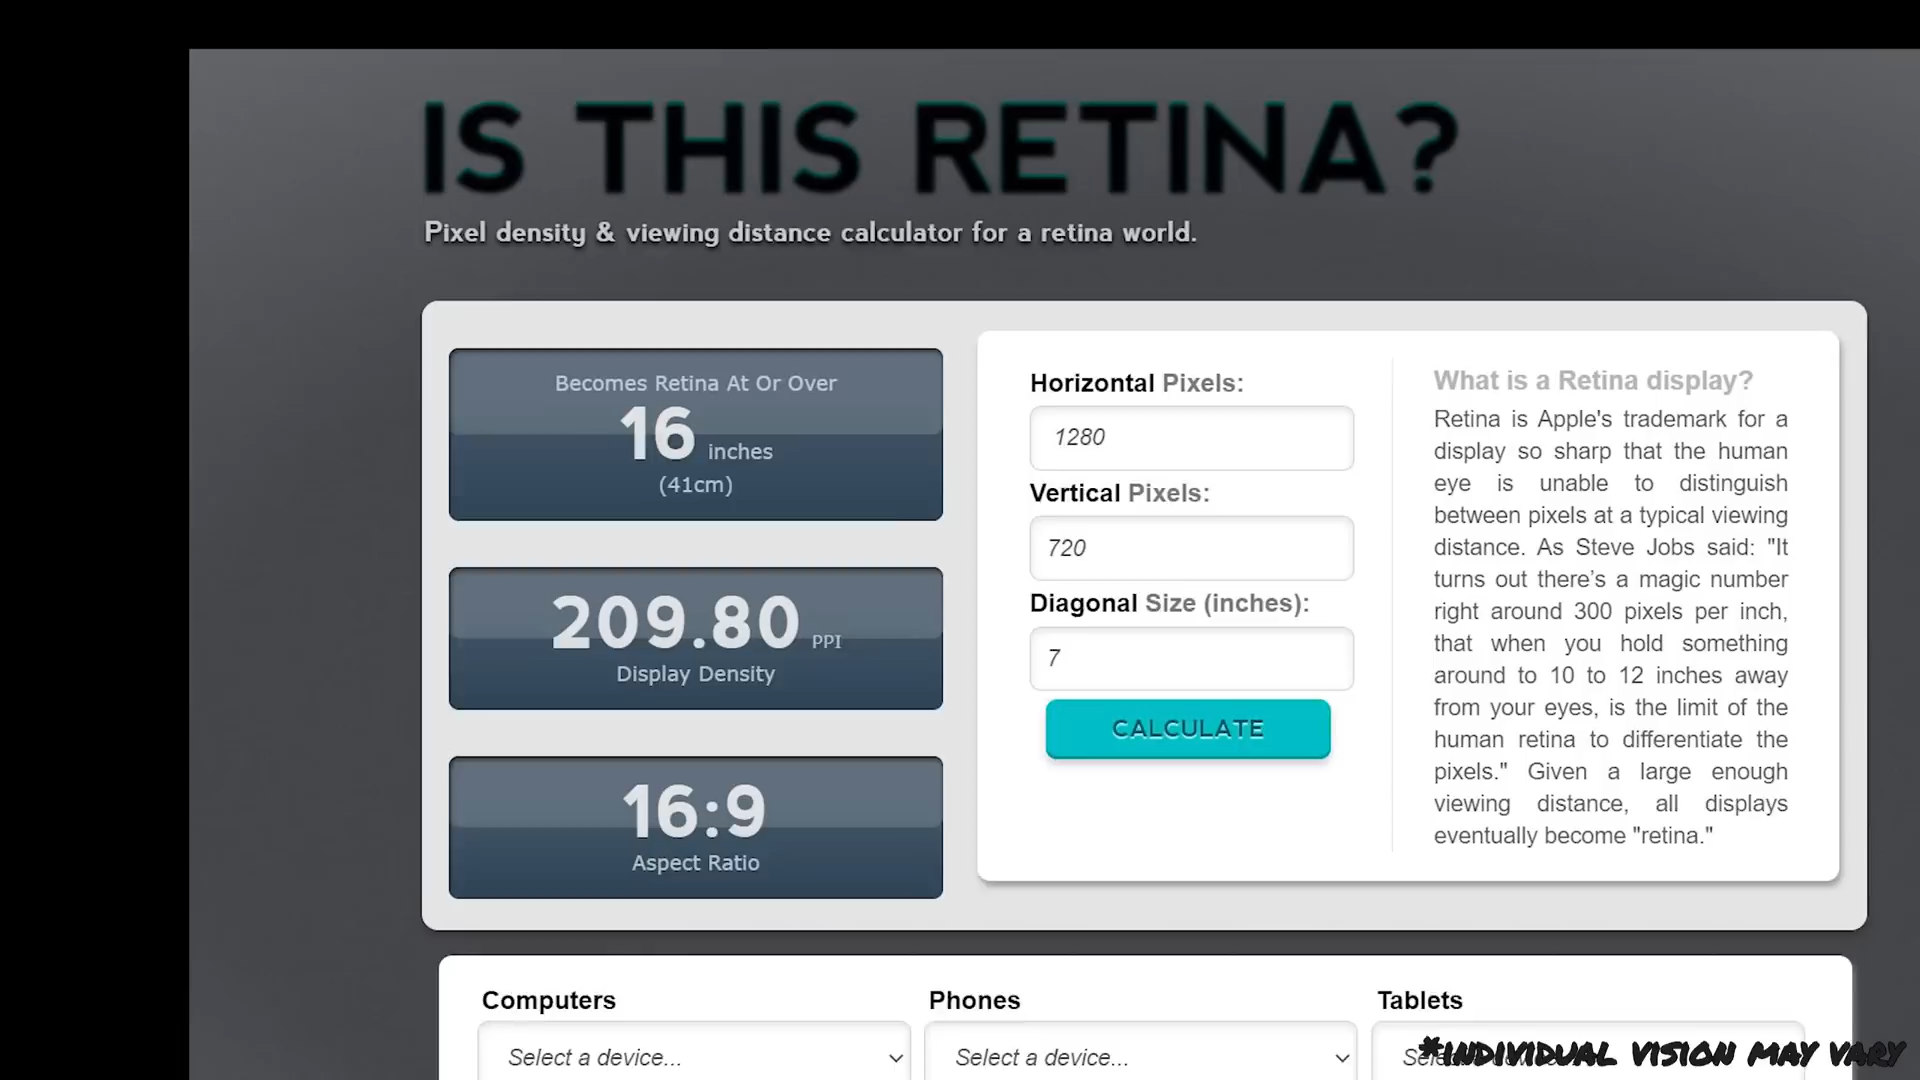 IS THIS RETINA?
Pixel density & viewing distance calculator for a retina world.
Becomes Retina At Or Over
16 inches
(41cm)
209.80 PPI
Display Density
16:9
Aspect Ratio
Horizontal Pixels:
1280
Vertical Pixels:
720
Diagonal Size (inches):
7
CALCULATE
What is a Retina display?
Retina is Apple's trademark for a
display so sharp that the human
eye is unable to distinguish
between pixels at a typical viewing
distance. As Steve Jobs said: "It
turns out there’s a magic number
right around 300 pixels per inch,
that when you hold something
around to 10 to 12 inches away
from your eyes, is the limit of the
human retina to differentiate the
pixels." Given a large enough
viewing distance, all displays
eventually become "retina."
Computers
Select a device...
Phones
Select a device...
Tablets
*INDIVIDUAL VISION MAY VARY